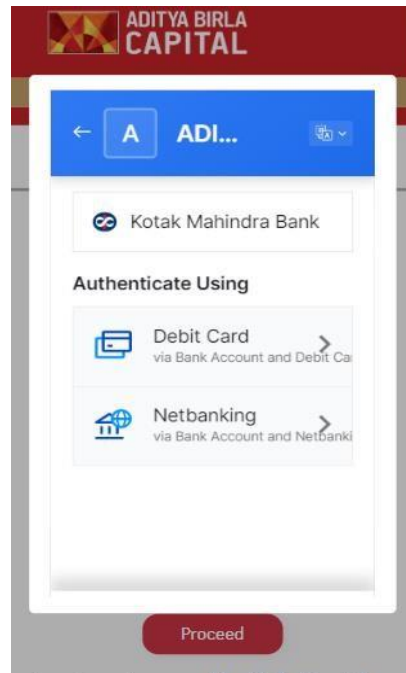 ADITYA BIRLA
CAPITAL
A ADI...
Kotak Mahindra Bank
Authenticate Using
Debit Card
via Bank Account and Debit Ca
Netbanking
via Bank Account and Netbanki
Proceed